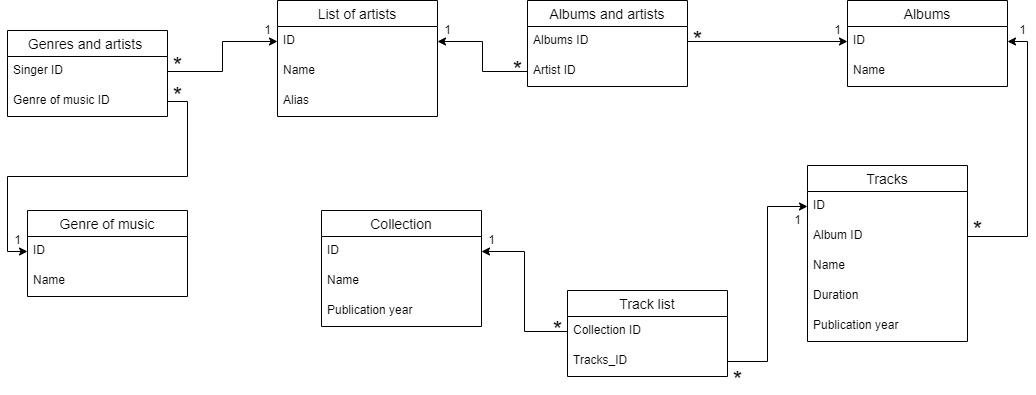 Genres and artists
Singer ID
*
Genre of music ID
*
List of artists
1
ID
1
Name
Alias
Albums and artists
Albums ID
*
Artist ID
*
Albums
1
ID
1
Name
Genre of music
1
ID
Name
Collection
ID
1
Name
Publication year
Track list
*
Collection ID
Tracks_ID
*
Tracks
ID
1
Album ID
*
Name
Duration
Publication year